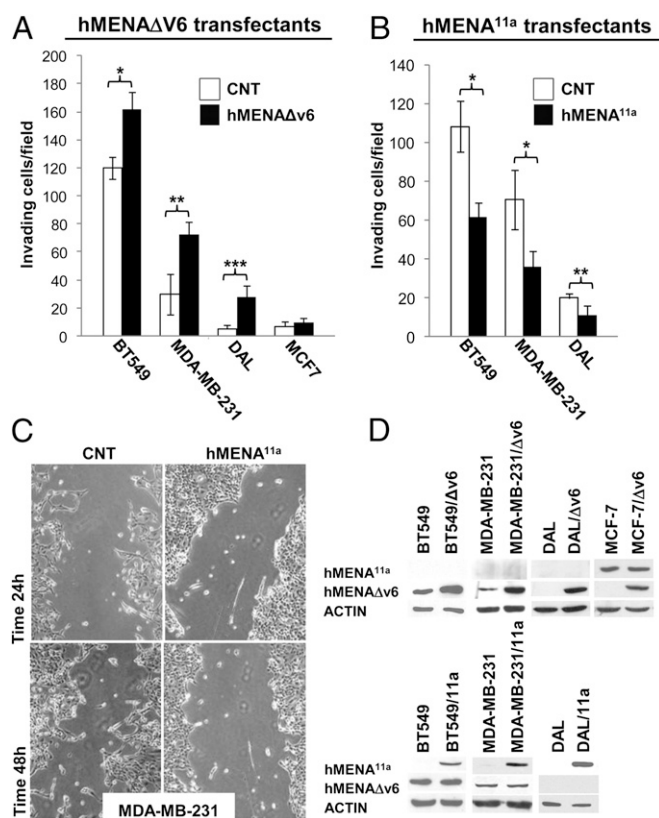 A
hMENAΔV6 transfectants
Invading cells/field
200
180
160
140
120
100
80
60
40
20
0
*
**
***
CNT
hMENAΔv6
BT549
MDA-MB-231
DAL
MCF7
B
hMENA¹¹ᵃ transfectants
Invading cells/field
140
120
100
80
60
40
20
0
*
*
**
CNT
hMENA¹¹ᵃ
BT549
MDA-MB-231
DAL
C
CNT
hMENA¹¹ᵃ
Time 24h
Time 48h
MDA-MB-231
D
BT549
BT549/Δv6
MDA-MB-231
MDA-MB-231/Δv6
DAL
DAL/Δv6
MCF-7
MCF-7/Δv6
hMENA¹¹ᵃ
hMENAΔv6
ACTIN
BT549
BT549/11a
MDA-MB-231
MDA-MB-231/11a
DAL
DAL/11a
hMENA¹¹ᵃ
hMENAΔv6
ACTIN